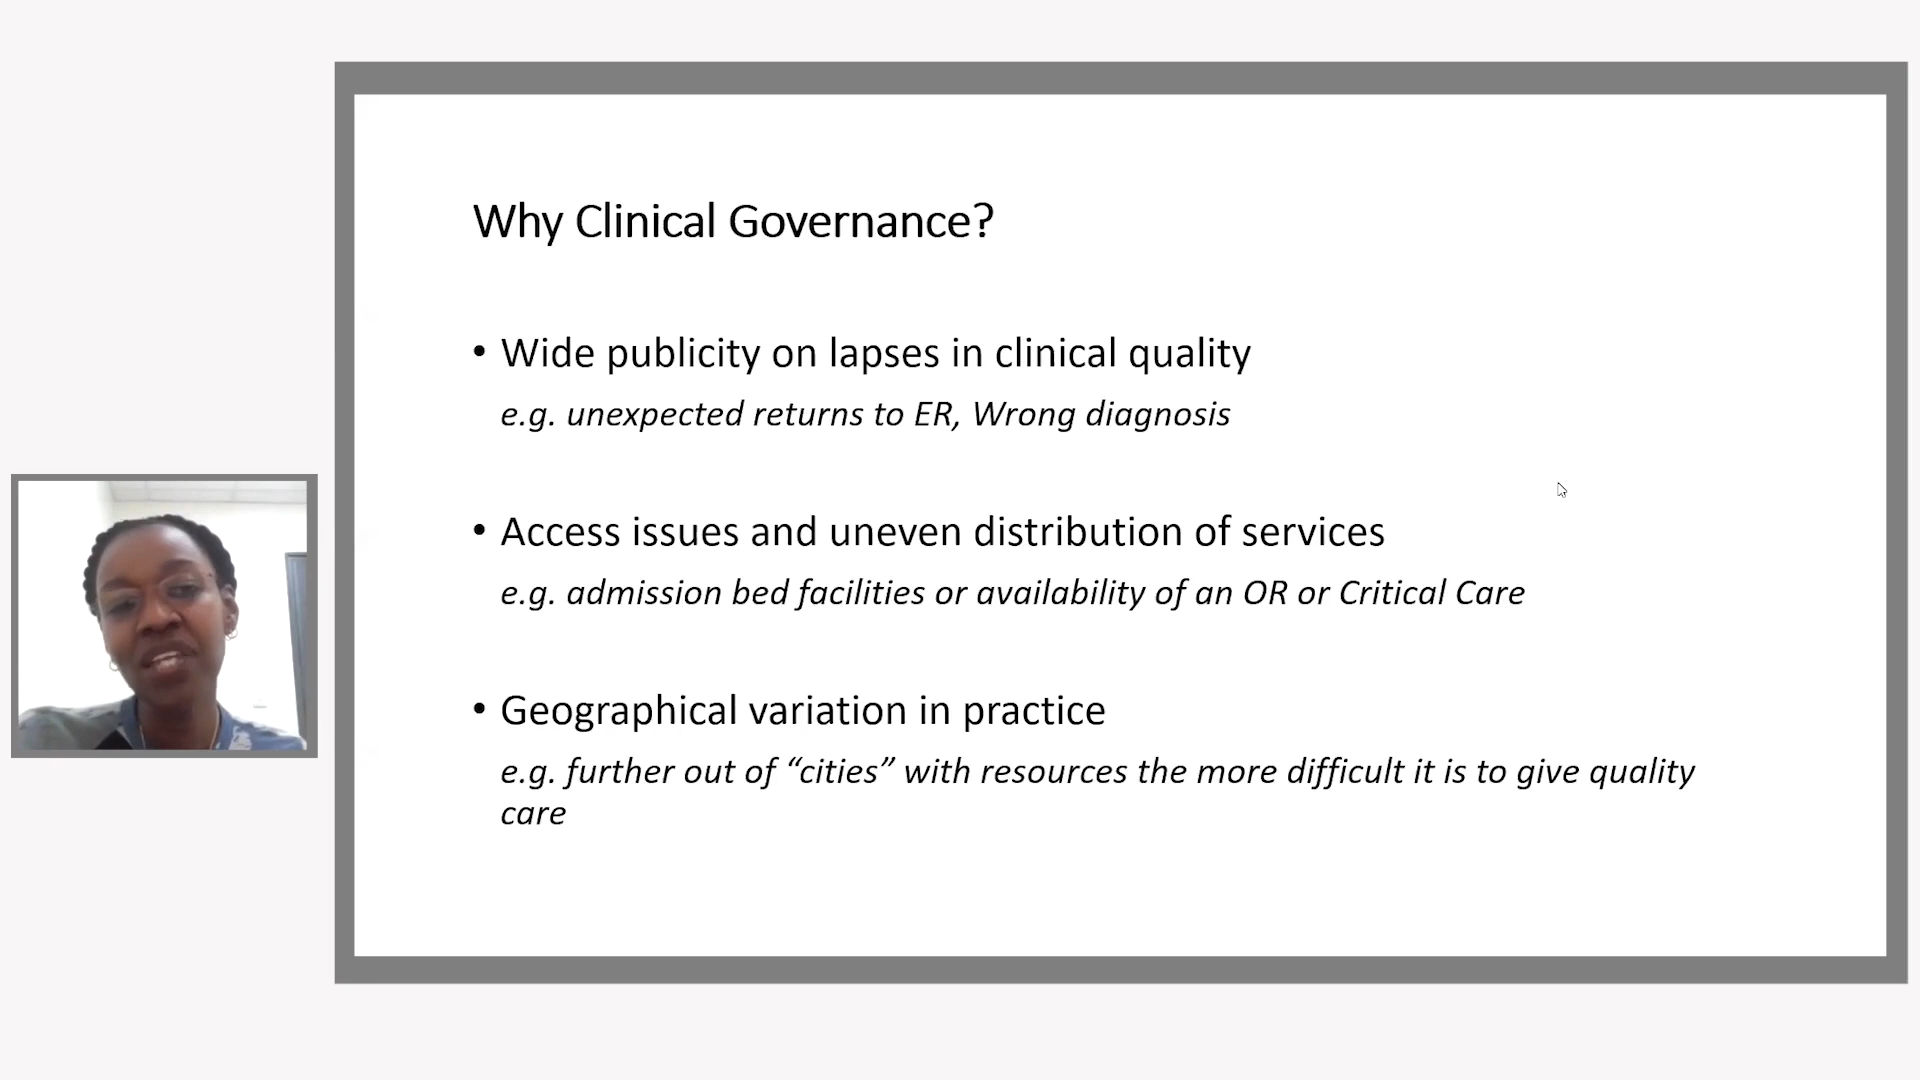 Why Clinical Governance?
• Wide publicity on lapses in clinical quality
e.g. unexpected returns to ER, Wrong diagnosis
• Access issues and uneven distribution of services
e.g. admission bed facilities or availability of an OR or Critical Care
• Geographical variation in practice
e.g. further out of “cities” with resources the more difficult it is to give quality
care